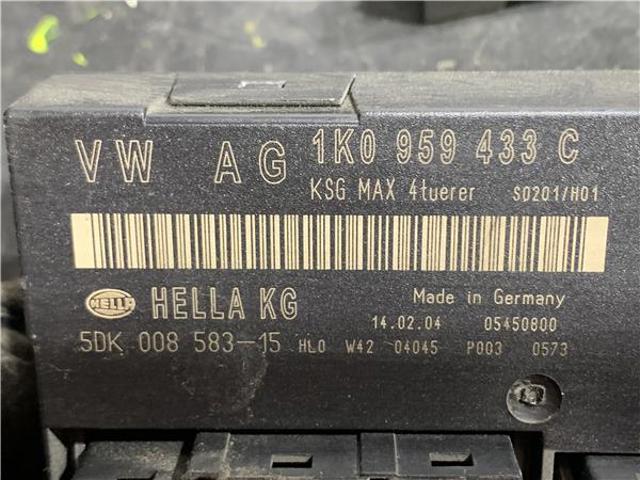 VW AG 1K0 959 433 C
KSG MAX 4tuerer S0201/H01
HELLA HELLA KG Made in Germany
14.02.04 05450800
5DK 008 583-15 HL0 W42 04045 P003 0573